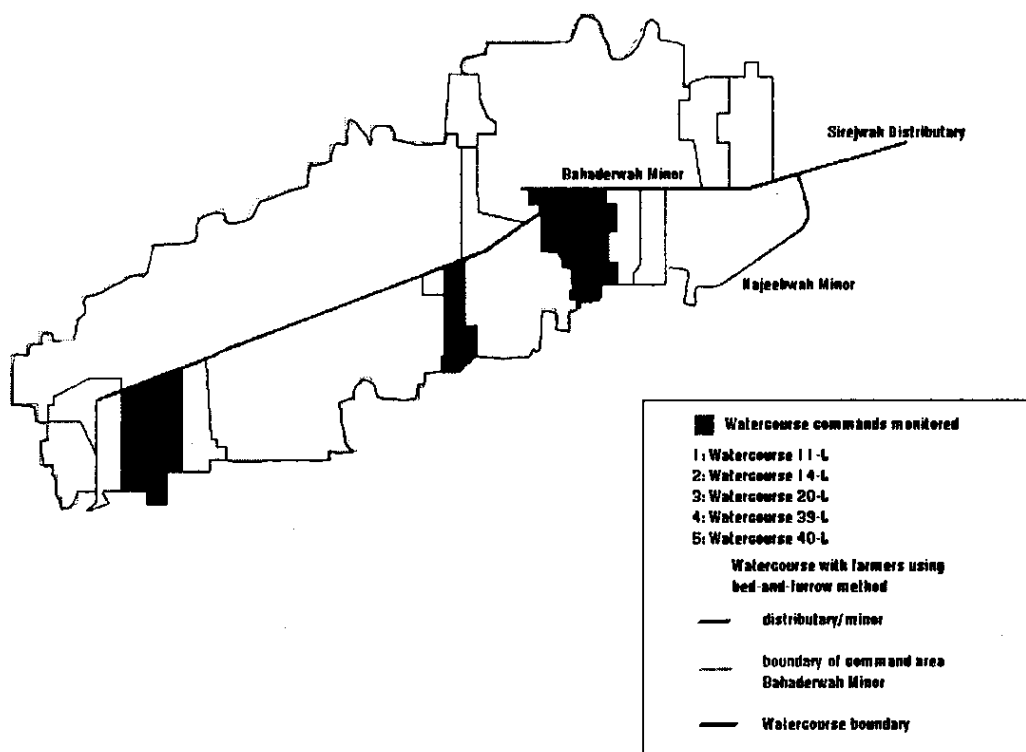 Sirejwah Distributary
Bahaderwah Minor
Najeebwah Minor
Watercourse commands monitored
1: Watercourse 11-L
2: Watercourse 14-L
3: Watercourse 20-L
4: Watercourse 39-L
5: Watercourse 40-L
Watercourse with farmers using
bed-and-furrow method
distributary/minor
boundary of command area
Bahaderwah Minor
Watercourse boundary